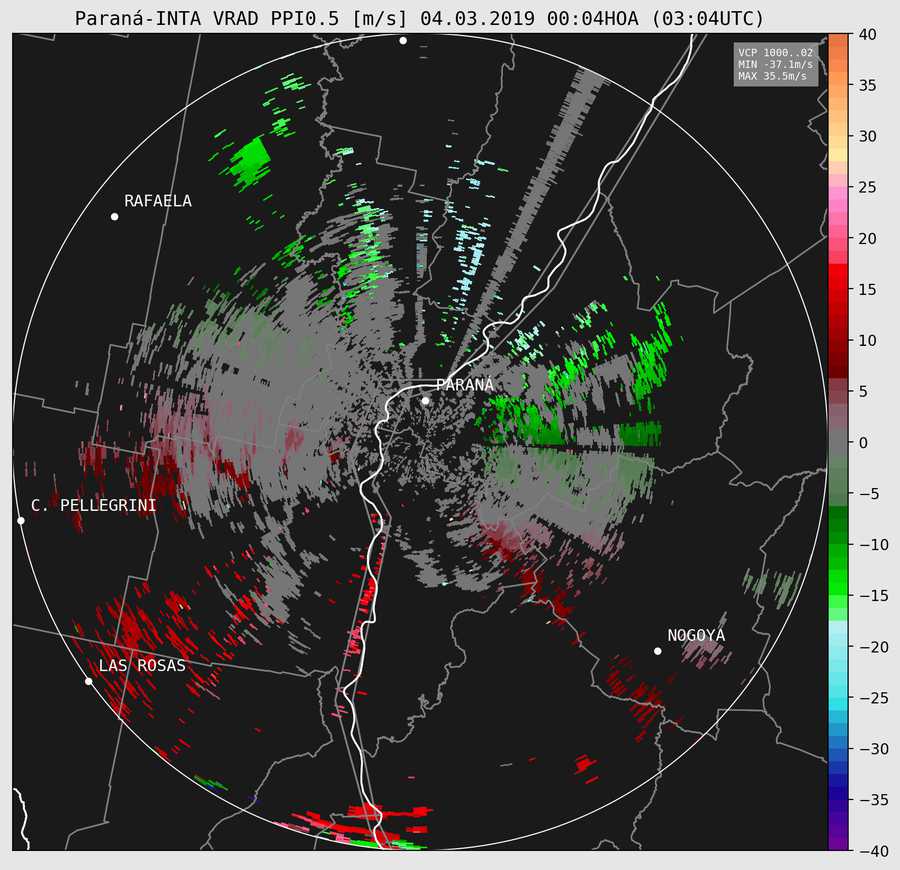 Paraná-INTA VRAD PPI0.5 [m/s] 04.03.2019 00:04HOA (03:04UTC)
VCP 1000..02
MIN -37.1m/s
MAX 35.5m/s
RAFAELA
PARANÁ
C. PELLEGRINI
NOGOYA
LAS ROSAS
40
35
30
25
20
15
10
5
0
−5
−10
−15
−20
−25
−30
−35
−40